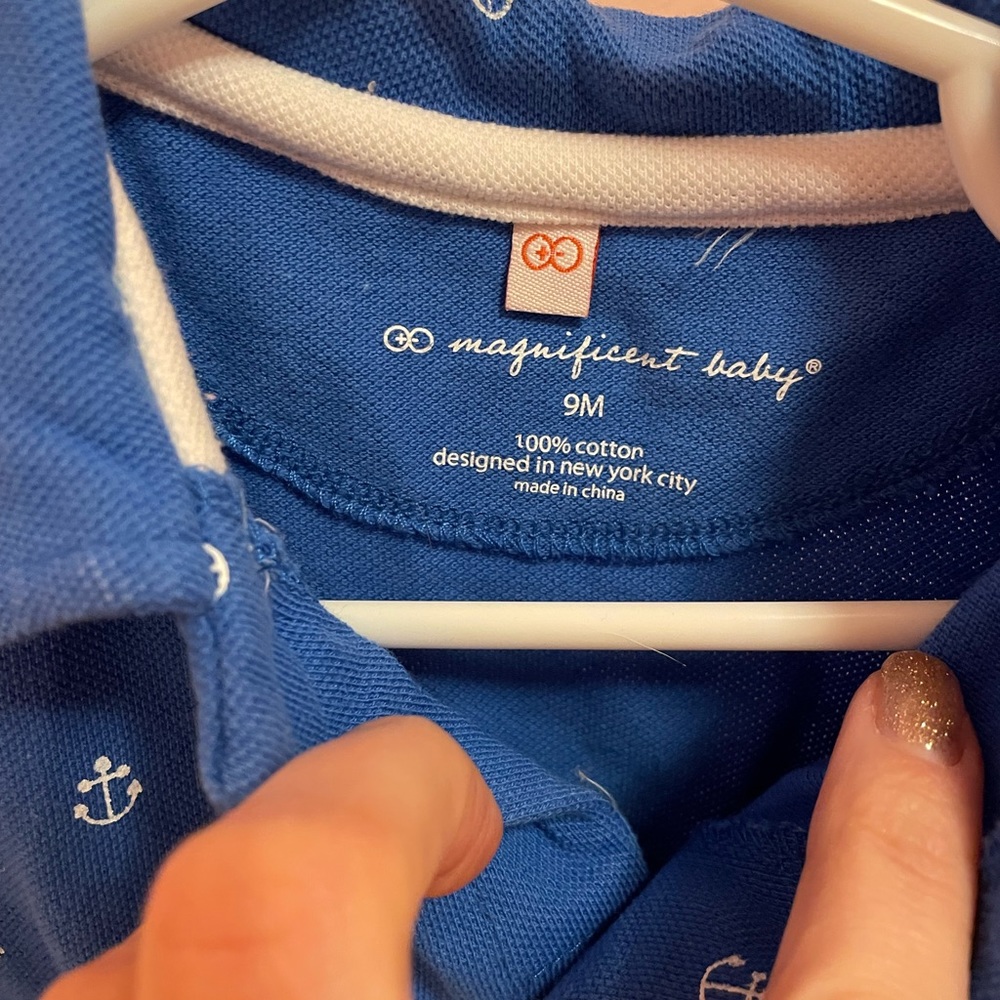 magnificent baby®
9M
100% cotton
designed in new york city
made in china